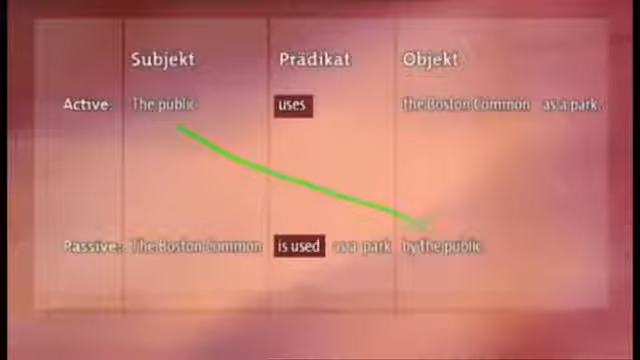 Subjekt Prädikat Objekt
Active: The public uses the Boston Common as a park.
Passive: The Boston Common is used as a park by the public.